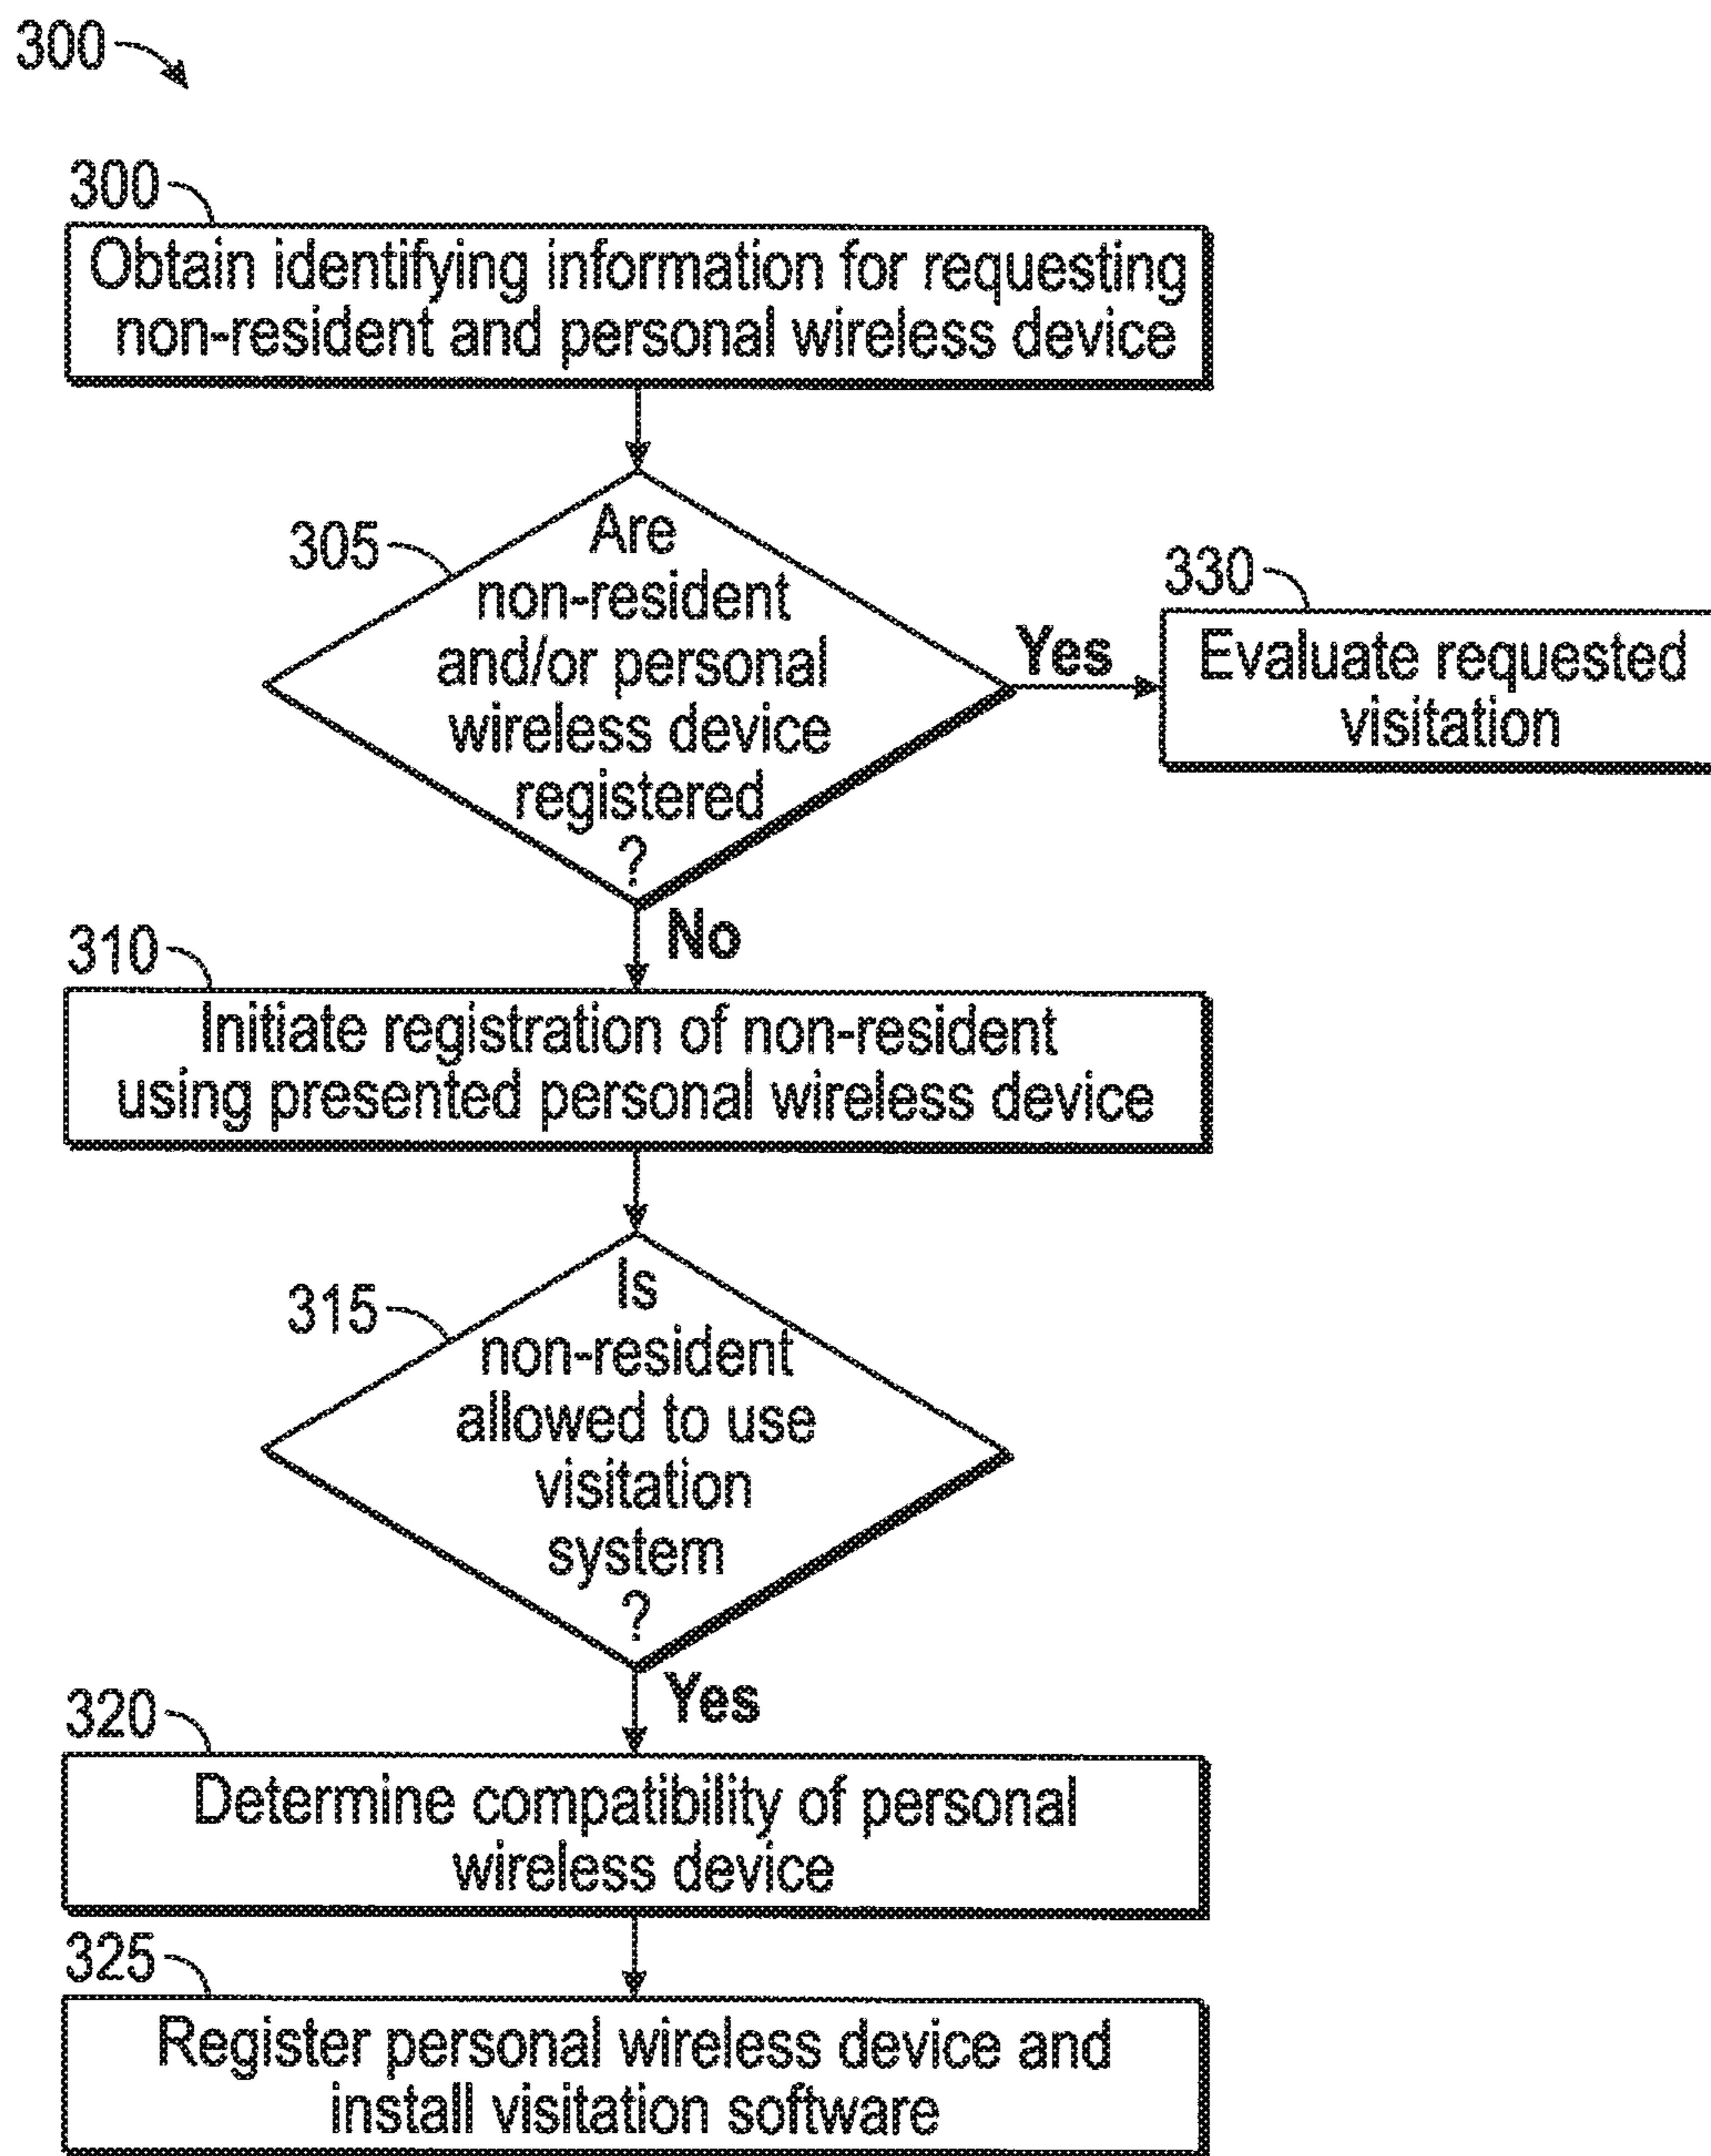 300
300
Obtain identifying information for requesting
non-resident and personal wireless device
305
Are
non-resident
and/or personal
wireless device
registered
?
Yes
330
Evaluate requested
visitation
No
310
Initiate registration of non-resident
using presented personal wireless device
315
Is
non-resident
allowed to use
visitation
system
?
Yes
320
Determine compatibility of personal
wireless device
325
Register personal wireless device and
install visitation software